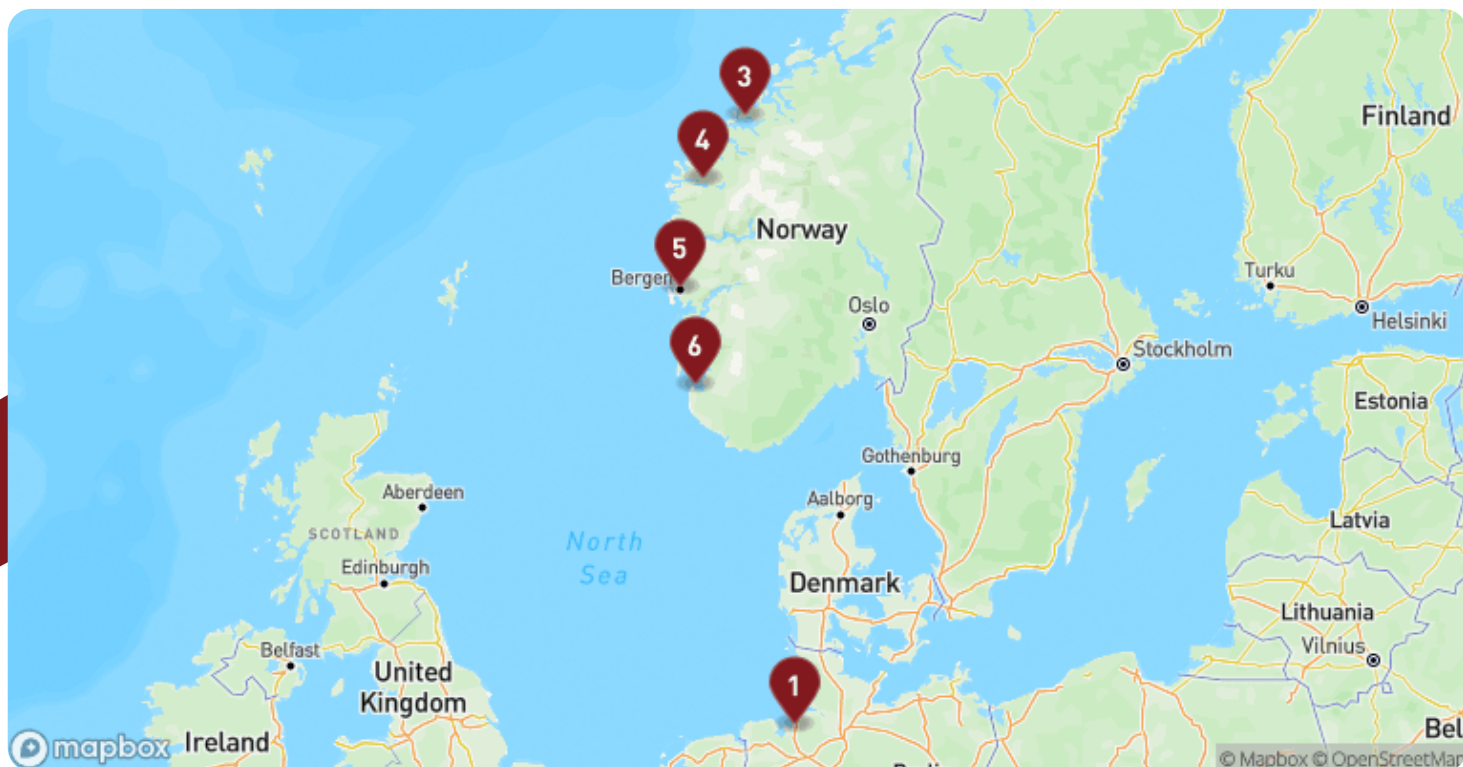 3
4
Finland
Norway
5
Bergen
Turku
Oslo
Helsinki
6
Stockholm
Estonia
Gothenburg
Aberdeen
Aalborg
SCOTLAND
Latvia
North
Sea
Edinburgh
Denmark
Lithuania
Belfast
Vilnius
United
Kingdom
1
Ireland
Bel
mapbox
© Mapbox © OpenStreetMap